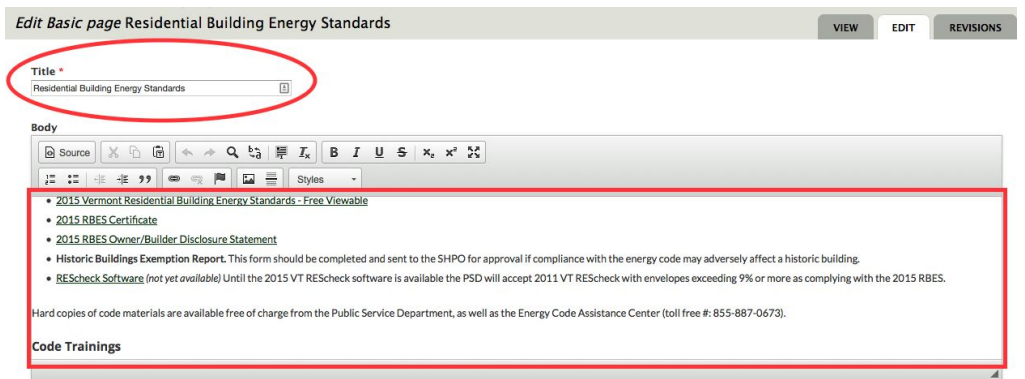 Edit Basic page Residential Building Energy Standards
VIEW EDIT REVISIONS
Title *
Residential Building Energy Standards
Body
Source B I U S x₂ x²
Styles
• 2015 Vermont Residential Building Energy Standards - Free Viewable
• 2015 RBES Certificate
• 2015 RBES Owner/Builder Disclosure Statement
• Historic Buildings Exemption Report. This form should be completed and sent to the SHPO for approval if compliance with the energy code may adversely affect a historic building.
• REScheck Software (not yet available) Until the 2015 VT REScheck software is available the PSD will accept 2011 VT REScheck with envelopes exceeding 9% or more as complying with the 2015 RBES.
Hard copies of code materials are available free of charge from the Public Service Department, as well as the Energy Code Assistance Center (toll free #: 855-887-0673).
Code Trainings